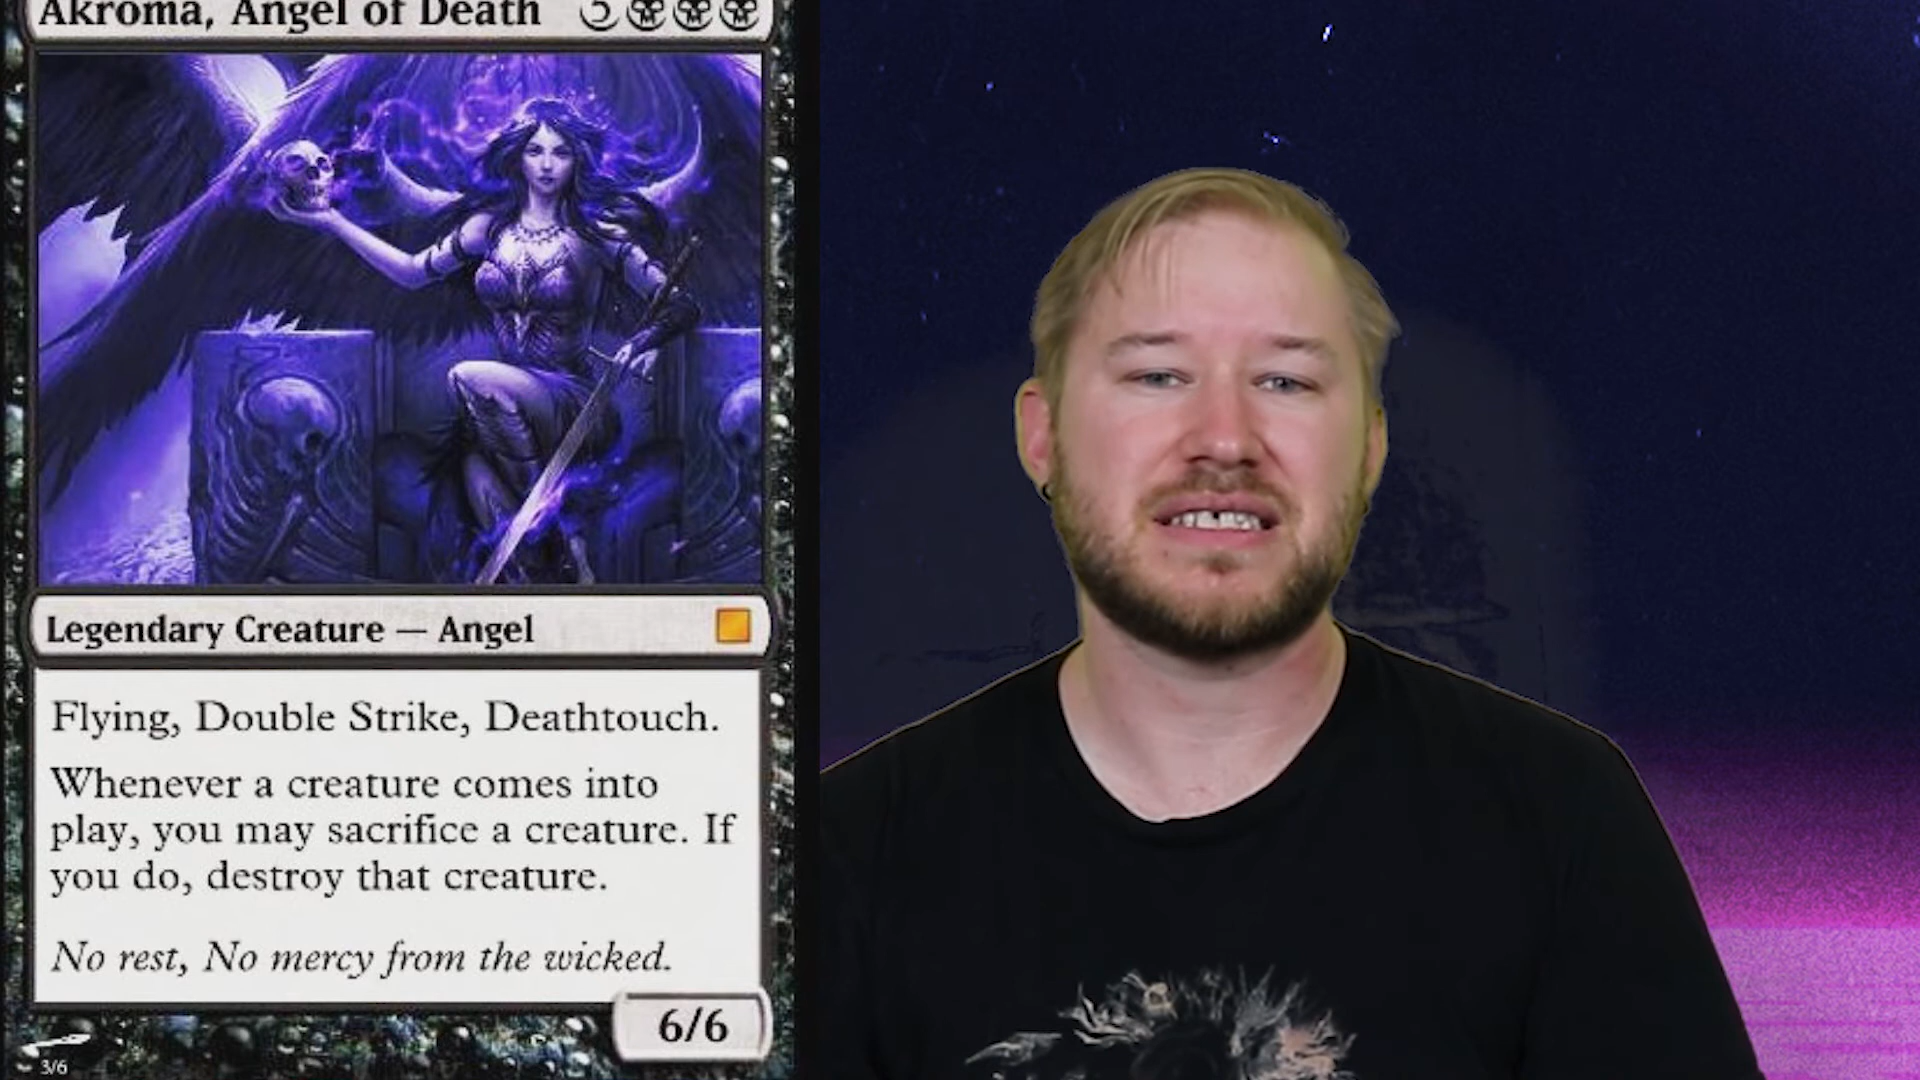 Akroma, Angel of Death 5
Legendary Creature — Angel
Flying, Double Strike, Deathtouch.
Whenever a creature comes into
play, you may sacrifice a creature. If
you do, destroy that creature.
No rest, No mercy from the wicked.
6/6
3/6